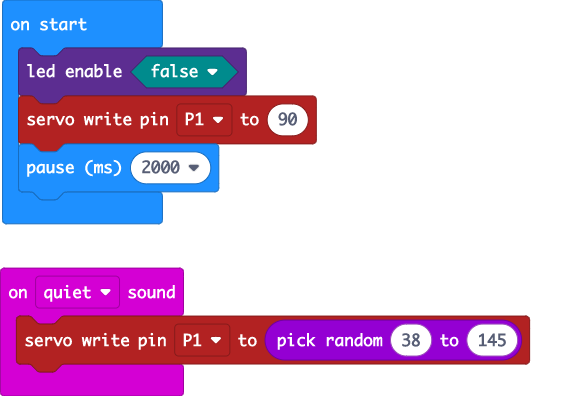 on start
led enable false
servo write pin P1 to 90
pause (ms) 2000
on quiet sound
servo write pin P1 to pick random 38 to 145